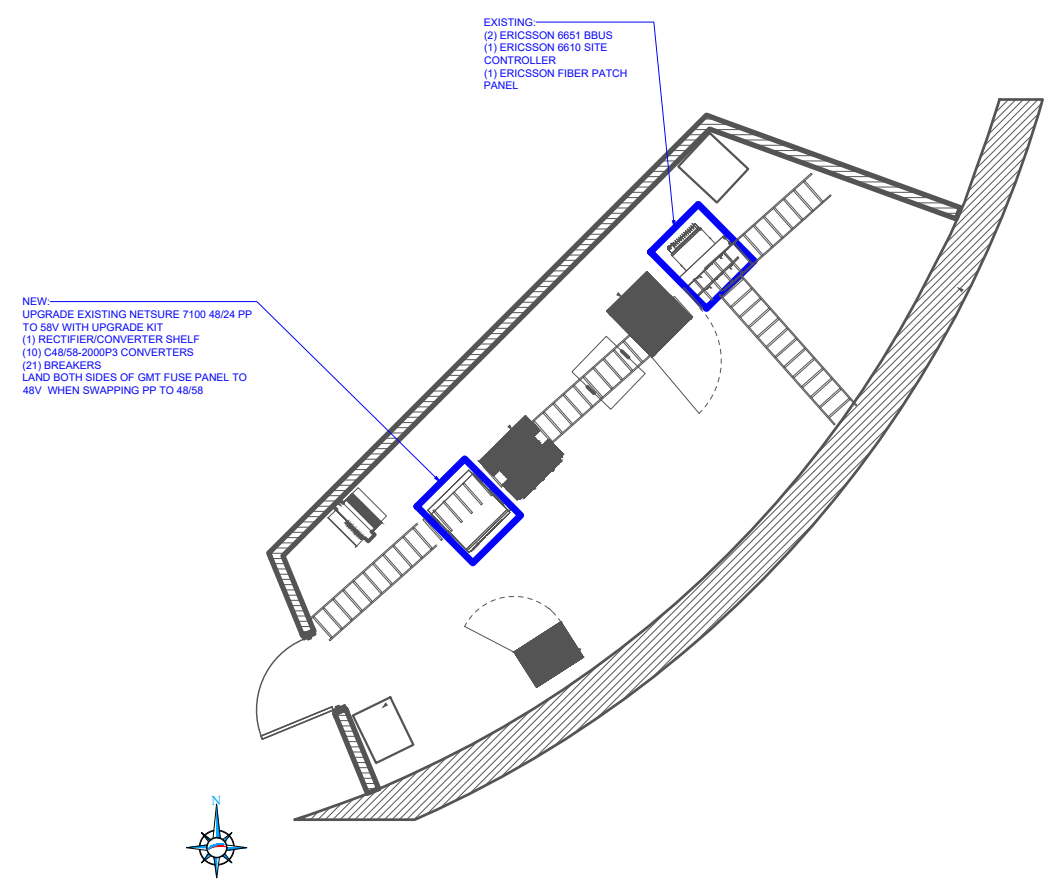 EXISTING:
(2) ERICSSON 6651 BBUS
(1) ERICSSON 6610 SITE
CONTROLLER
(1) ERICSSON FIBER PATCH
PANEL
NEW:
UPGRADE EXISTING NETSURE 7100 48/24 PP
TO 58V WITH UPGRADE KIT
(1) RECTIFIER/CONVERTER SHELF
(10) C48/58-2000P3 CONVERTERS
(21) BREAKERS
LAND BOTH SIDES OF GMT FUSE PANEL TO
48V WHEN SWAPPING PP TO 48/58
N